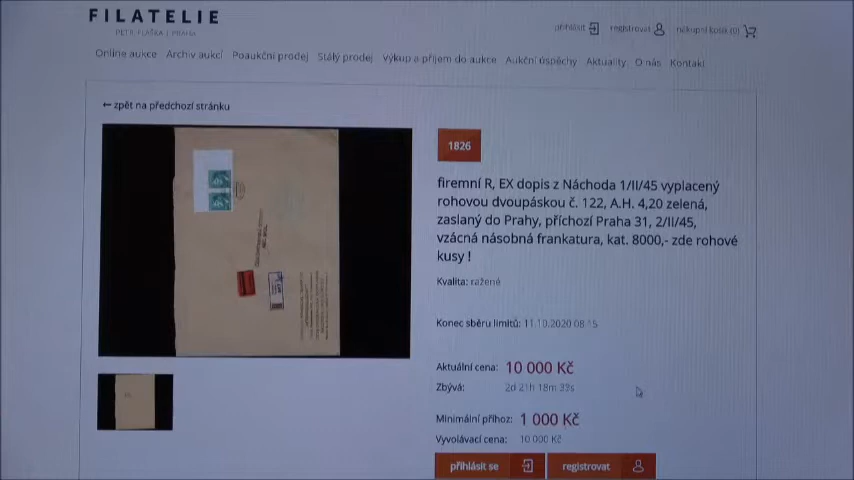 FILATELIE
PETR FLAŠKA | PRAHA
přihlásit registrovat nákupní košík (0)
Online aukce Archiv aukcí Poaukční prodej Stálý prodej Výkup a příjem do aukce Aukční úspěchy Aktuality O nás Kontakt
← zpět na předchozí stránku
1826
firemní R, EX dopis z Náchoda 1/II/45 vyplacený
rohovou dvoupáskou č. 122, A.H. 4,20 zelená,
zaslaný do Prahy, příchozí Praha 31, 2/II/45,
vzácná násobná frankatura, kat. 8000,- zde rohové
kusy !
Kvalita: ražené
Konec sběru limitů: 11.10.2020 08:15
Aktuální cena: 10 000 Kč
Zbývá: 2d 21h 18m 32s
Minimální příhoz: 1 000 Kč
Vyvolávací cena: 10 000 Kč
přihlásit se
registrovat